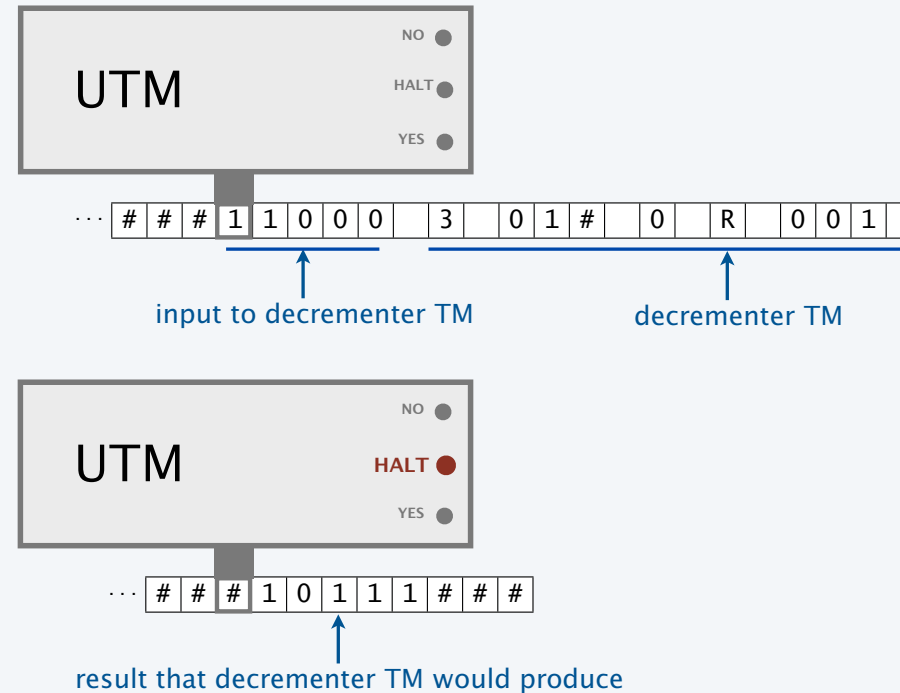 NO
UTM
HALT
YES
... # # # 1 1 0 0 0 3 0 1 # 0 R 0 0 1
input to decrementer TM
decrementer TM
NO
UTM
HALT
YES
... # # # 1 0 1 1 1 # # #
result that decrementer TM would produce